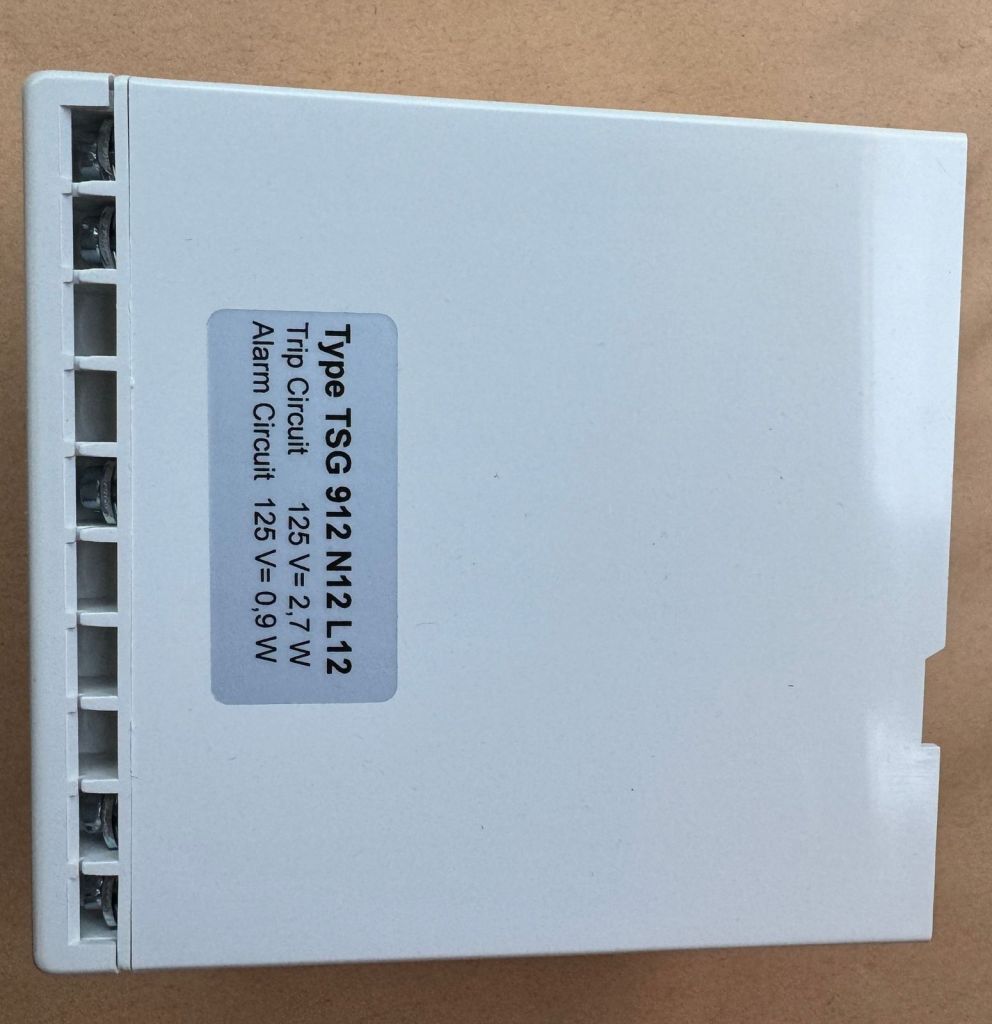 Type TSG 912 N12 L12
Trip Circuit 125 V= 2,7 W
Alarm Circuit 125 V= 0,9 W